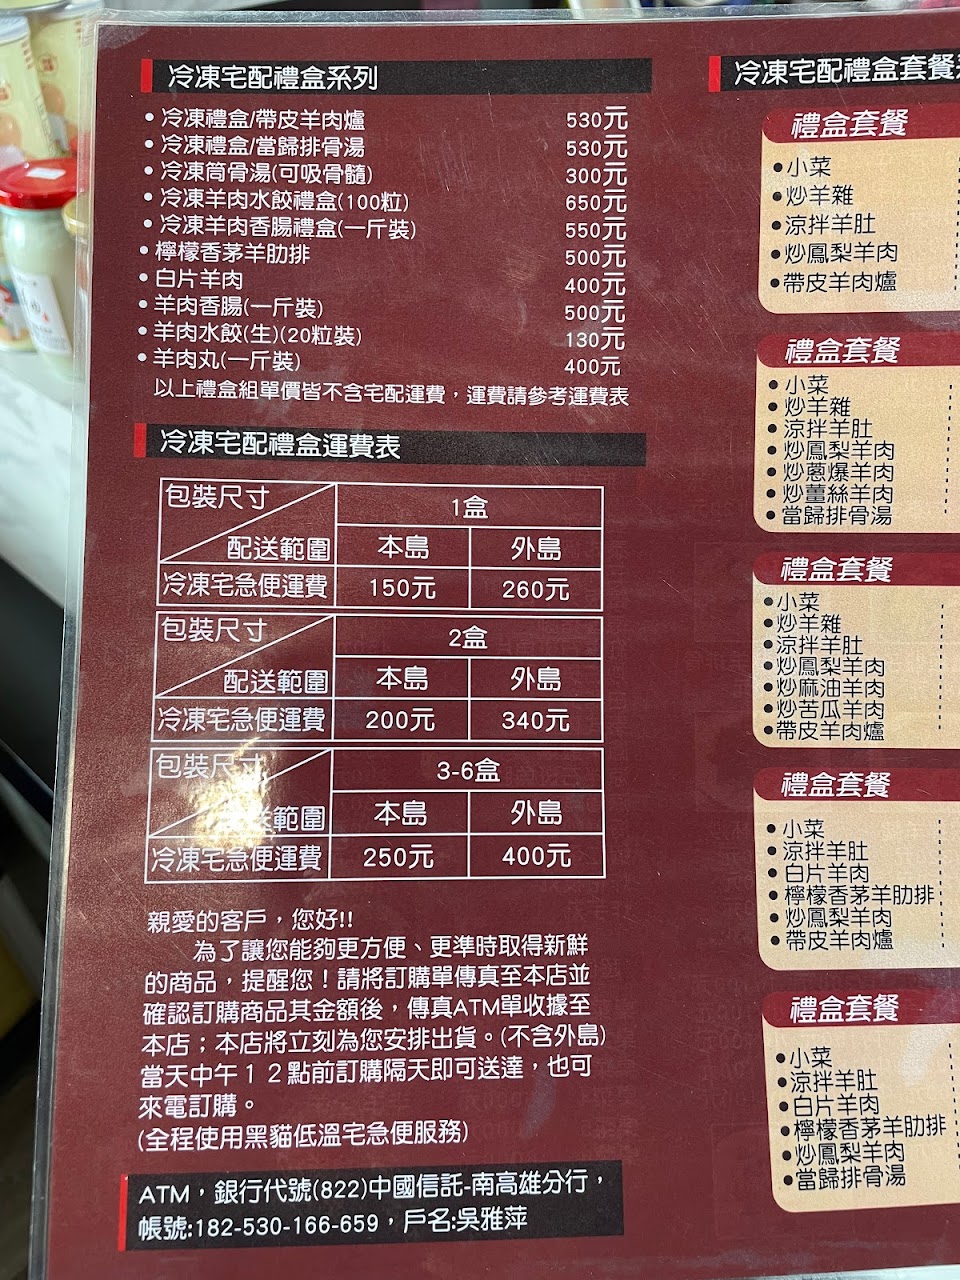 冷凍宅配禮盒系列
•冷凍禮盒/帶皮羊肉爐 530元
•冷凍禮盒/當歸排骨湯 530元
•冷凍筒骨湯(可吸骨髓) 300元
•冷凍羊肉水餃禮盒(100粒) 650元
•冷凍羊肉香腸禮盒(一斤裝) 550元
•檸檬香茅羊肋排 500元
•白片羊肉 400元
•羊肉香腸(一斤裝) 500元
•羊肉水餃(生)(20粒裝) 130元
•羊肉丸(一斤裝) 400元
以上禮盒組單價皆不含宅配運費，運費請參考運費表
冷凍宅配禮盒運費表
包裝尺寸 1盒
配送範圍 本島 外島
冷凍宅急便運費 150元 260元
包裝尺寸 2盒
配送範圍 本島 外島
冷凍宅急便運費 200元 340元
包裝尺寸 3-6盒
範圍 本島 外島
冷凍宅急便運費 250元 400元
親愛的客戶，您好!!
為了讓您能夠更方便、更準時取得新鮮
的商品，提醒您！請將訂購單傳真至本店並
確認訂購商品其金額後，傳真ATM單收據至
本店；本店將立刻為您安排出貨。(不含外島)
當天中午１２點前訂購隔天即可送達，也可
來電訂購。
(全程使用黑貓低溫宅急便服務)
ATM，銀行代號(822)中國信託-南高雄分行，
帳號:182-530-166-659，戶名:吳雅萍
冷凍宅配禮盒套餐
禮盒套餐
•小菜
•炒羊雜
•涼拌羊肚
•炒鳳梨羊肉
•帶皮羊肉爐
禮盒套餐
•小菜
•炒羊雜
•涼拌羊肚
•炒鳳梨羊肉
•炒蔥爆羊肉
•炒薑絲羊肉
•當歸排骨湯
禮盒套餐
•小菜
•炒羊雜
•涼拌羊肚
•炒鳳梨羊肉
•炒麻油羊肉
•炒苦瓜羊肉
•帶皮羊肉爐
禮盒套餐
•小菜
•涼拌羊肚
•白片羊肉
•檸檬香茅羊肋排
•炒鳳梨羊肉
•帶皮羊肉爐
禮盒套餐
•小菜
•涼拌羊肚
•白片羊肉
•檸檬香茅羊肋排
•炒鳳梨羊肉
•當歸排骨湯